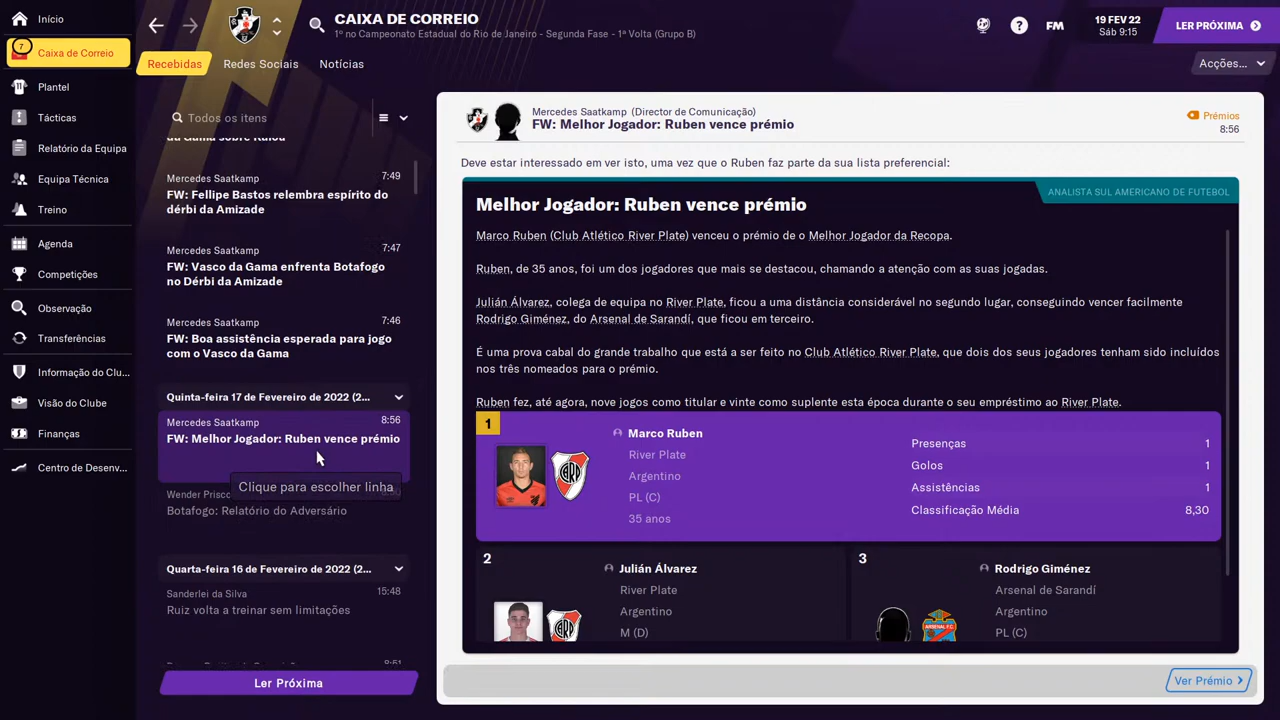 Início
7
Caixa de Correio
Plantel
Tácticas
Relatório da Equipa
Equipa Técnica
Treino
Agenda
Competições
Observação
Transferências
Informação do Clu...
Visão do Clube
Finanças
Centro de Desenv...
CAIXA DE CORREIO
1º no Campeonato Estadual do Rio de Janeiro - Segunda Fase - 1ª Volta (Grupo B)
?
FM
19 FEV 22
Sáb 9:15
LER PRÓXIMA
Recebidas
Redes Sociais
Notícias
Acções...
Todos os itens
da Gama sobre Raiou
Mercedes Saatkamp
7:49
FW: Fellipe Bastos relembra espírito do
dérbi da Amizade
Mercedes Saatkamp
7:47
FW: Vasco da Gama enfrenta Botafogo
no Dérbi da Amizade
Mercedes Saatkamp
7:46
FW: Boa assistência esperada para jogo
com o Vasco da Gama
Quinta-feira 17 de Fevereiro de 2022 (2...
Mercedes Saatkamp
8:56
FW: Melhor Jogador: Ruben vence prémio
Clique para escolher linha
Wender Prisco
Botafogo: Relatório do Adversário
Quarta-feira 16 de Fevereiro de 2022 (2...
Sanderlei da Silva
15:48
Ruiz volta a treinar sem limitações
8:51
Ler Próxima
Mercedes Saatkamp (Director de Comunicação)
FW: Melhor Jogador: Ruben vence prémio
Prémios
8:56
Deve estar interessado em ver isto, uma vez que o Ruben faz parte da sua lista preferencial:
ANALISTA SUL AMERICANO DE FUTEBOL
Melhor Jogador: Ruben vence prémio
Marco Ruben (Club Atlético River Plate) venceu o prémio de o Melhor Jogador da Recopa.
Ruben, de 35 anos, foi um dos jogadores que mais se destacou, chamando a atenção com as suas jogadas.
Julián Álvarez, colega de equipa no River Plate, ficou a uma distância considerável no segundo lugar, conseguindo vencer facilmente
Rodrigo Giménez, do Arsenal de Sarandí, que ficou em terceiro.
É uma prova cabal do grande trabalho que está a ser feito no Club Atlético River Plate, que dois dos seus jogadores tenham sido incluídos
nos três nomeados para o prémio.
Ruben fez, até agora, nove jogos como titular e vinte como suplente esta época durante o seu empréstimo ao River Plate.
1
Marco Ruben
River Plate
Argentino
PL (C)
35 anos
Presenças 1
Golos 1
Assistências 1
Classificação Média 8,30
2
Julián Álvarez
River Plate
Argentino
M (D)
3
Rodrigo Giménez
Arsenal de Sarandí
Argentino
PL (C)
Ver Prémio